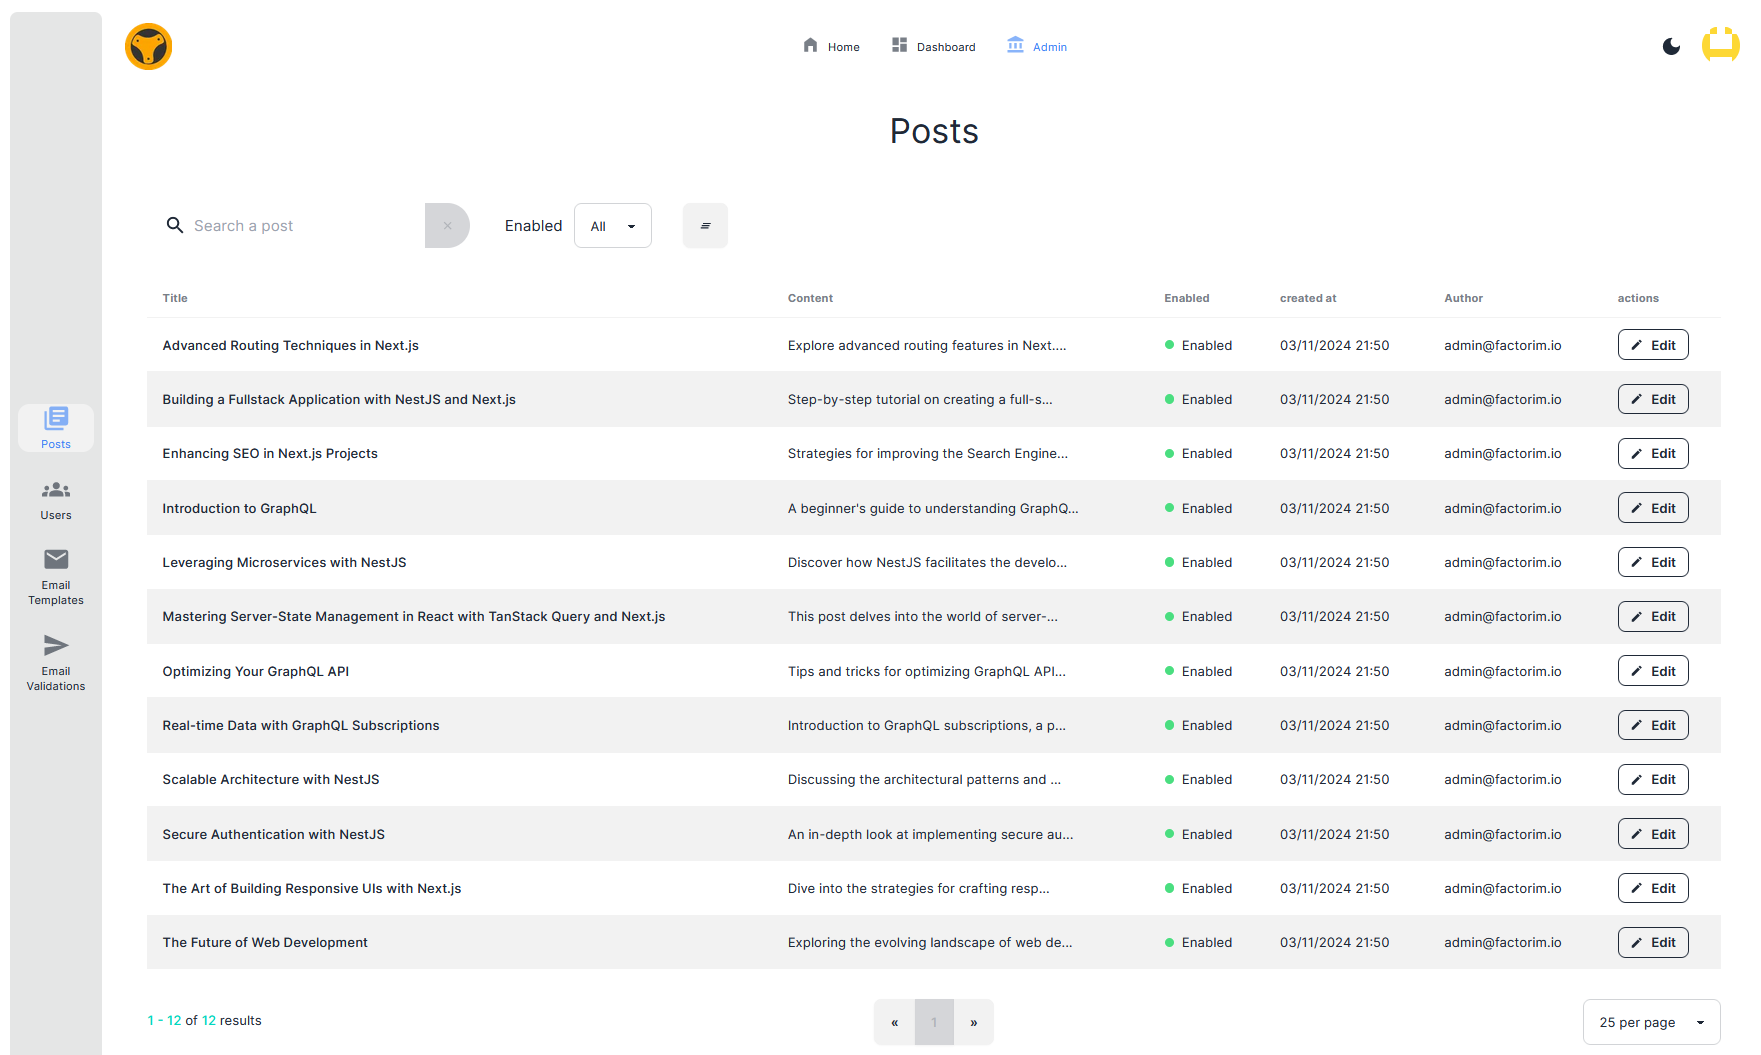 Home Dashboard Admin
Posts
Search a post × Enabled All
Title Content Enabled created at Author actions
Advanced Routing Techniques in Next.js Explore advanced routing features in Next.... Enabled 03/11/2024 21:50 admin@factorim.io Edit
Building a Fullstack Application with NestJS and Next.js Step-by-step tutorial on creating a full-s... Enabled 03/11/2024 21:50 admin@factorim.io Edit
Enhancing SEO in Next.js Projects Strategies for improving the Search Engine... Enabled 03/11/2024 21:50 admin@factorim.io Edit
Introduction to GraphQL A beginner's guide to understanding GraphQ... Enabled 03/11/2024 21:50 admin@factorim.io Edit
Leveraging Microservices with NestJS Discover how NestJS facilitates the develo... Enabled 03/11/2024 21:50 admin@factorim.io Edit
Mastering Server-State Management in React with TanStack Query and Next.js This post delves into the world of server-... Enabled 03/11/2024 21:50 admin@factorim.io Edit
Optimizing Your GraphQL API Tips and tricks for optimizing GraphQL API... Enabled 03/11/2024 21:50 admin@factorim.io Edit
Real-time Data with GraphQL Subscriptions Introduction to GraphQL subscriptions, a p... Enabled 03/11/2024 21:50 admin@factorim.io Edit
Scalable Architecture with NestJS Discussing the architectural patterns and ... Enabled 03/11/2024 21:50 admin@factorim.io Edit
Secure Authentication with NestJS An in-depth look at implementing secure au... Enabled 03/11/2024 21:50 admin@factorim.io Edit
The Art of Building Responsive UIs with Next.js Dive into the strategies for crafting resp... Enabled 03/11/2024 21:50 admin@factorim.io Edit
The Future of Web Development Exploring the evolving landscape of web de... Enabled 03/11/2024 21:50 admin@factorim.io Edit
1 - 12 of 12 results « 1 » 25 per page
Posts
Users
Email
Templates
Email
Validations